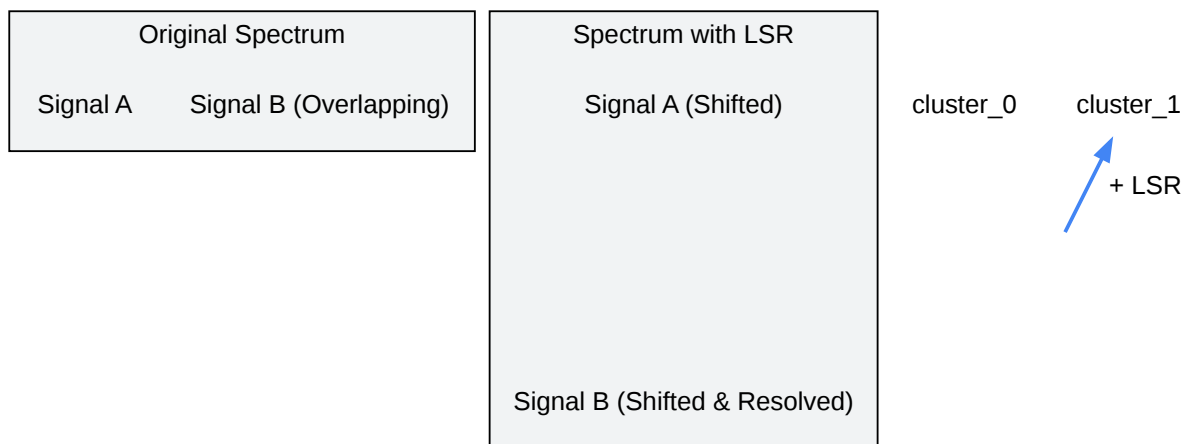 Original Spectrum
Signal A
Signal B (Overlapping)
Spectrum with LSR
Signal A (Shifted)
Signal B (Shifted & Resolved)
cluster_0
cluster_1
+ LSR